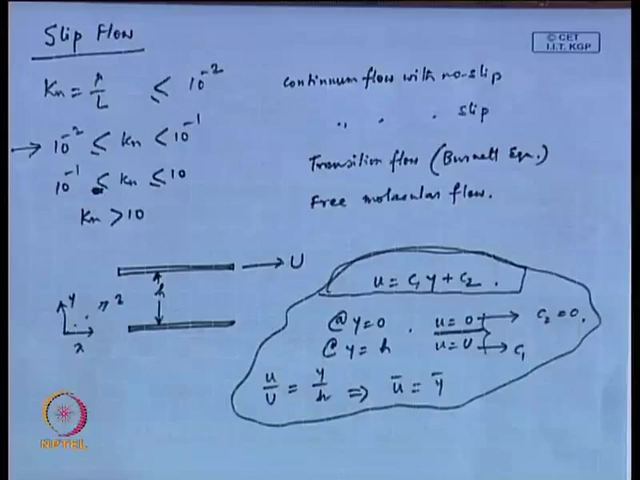 Slip Flow
© CET
I.I.T. KGP
Kn = λ/L ≤ 10⁻² continuum flow with no-slip
→ 10⁻² ≤ Kn < 10⁻¹ ,, . . slip
10⁻¹ ≤ Kn ≤ 10 Transition flow (Burnett Eqn.)
Kn > 10 Free molecular flow.
U
h
y
x
u = C₁y + C₂ .
@ y=0 . u=0 → C₂=0.
@ y=h u=U → C₁
u/U = y/h ⇒ ū = ȳ
NPTEL